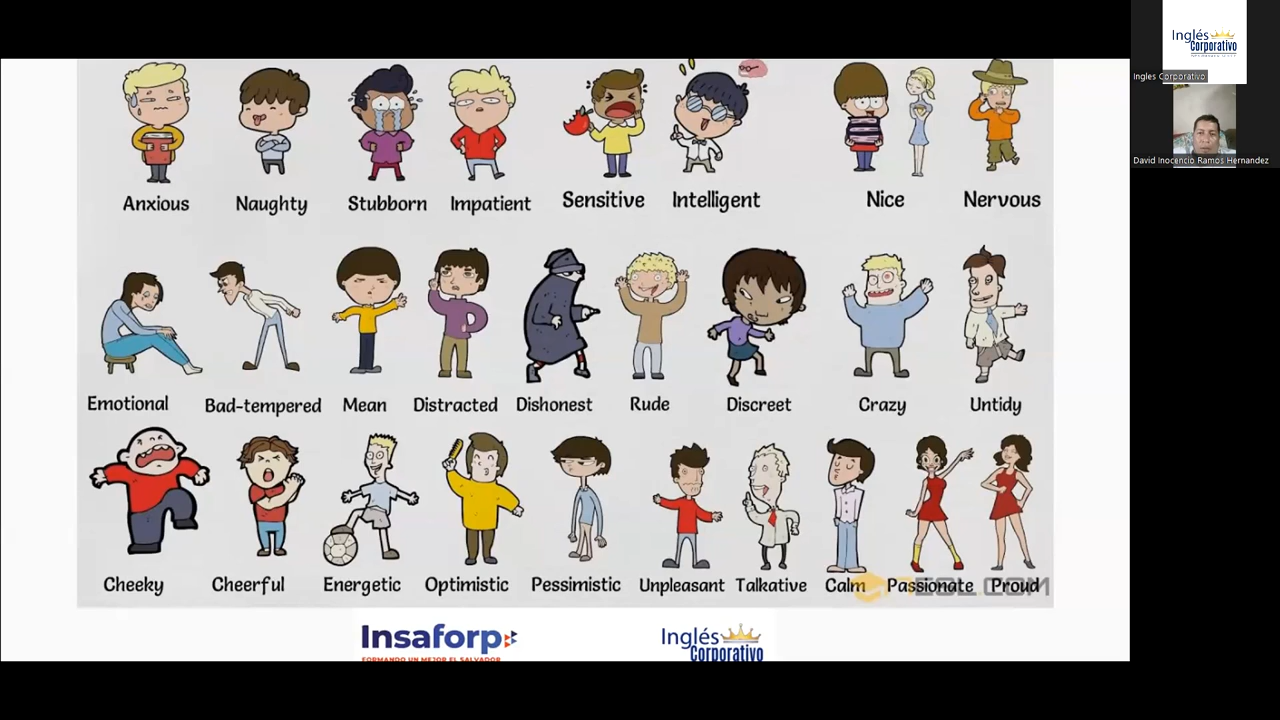 Anxious Naughty Stubborn Impatient Sensitive Intelligent Nice Nervous
Emotional Bad-tempered Mean Distracted Dishonest Rude Discreet Crazy Untidy
Cheeky Cheerful Energetic Optimistic Pessimistic Unpleasant Talkative Calm Passionate Proud
Insaforp
FORMANDO UN MEJOR EL SALVADOR
Inglés
Corporativo
Inglés
Corporativo
Ingles Corporativo
David Inocencio Ramos Hernandez